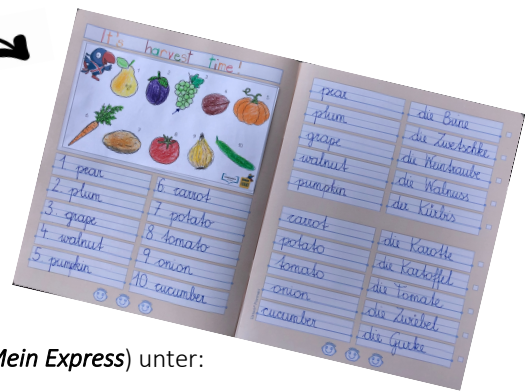 It's harvest time!
1 pear
2 plum
3 grape
4 walnut
5 pumpkin
6 carrot
7 potato
8 tomato
9 onion
10 cucumber
pear
plum
grape
walnut
pumpkin
die Birne
die Zwetschke
die Weintraube
die Walnuss
der Kürbis
carrot
potato
tomato
onion
cucumber
die Karotte
die Kartoffel
die Tomate
die Zwiebel
die Gurke
Mein Express) unter: